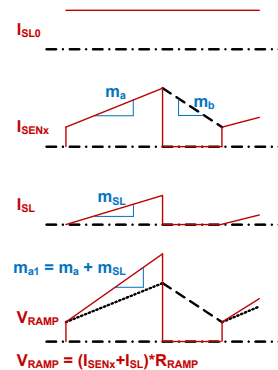 I_SL0
m_a
m_b
I_SENx
m_SL
I_SL
m_a1 = m_a + m_SL
V_RAMP
V_RAMP = (I_SENx+I_SL)*R_RAMP